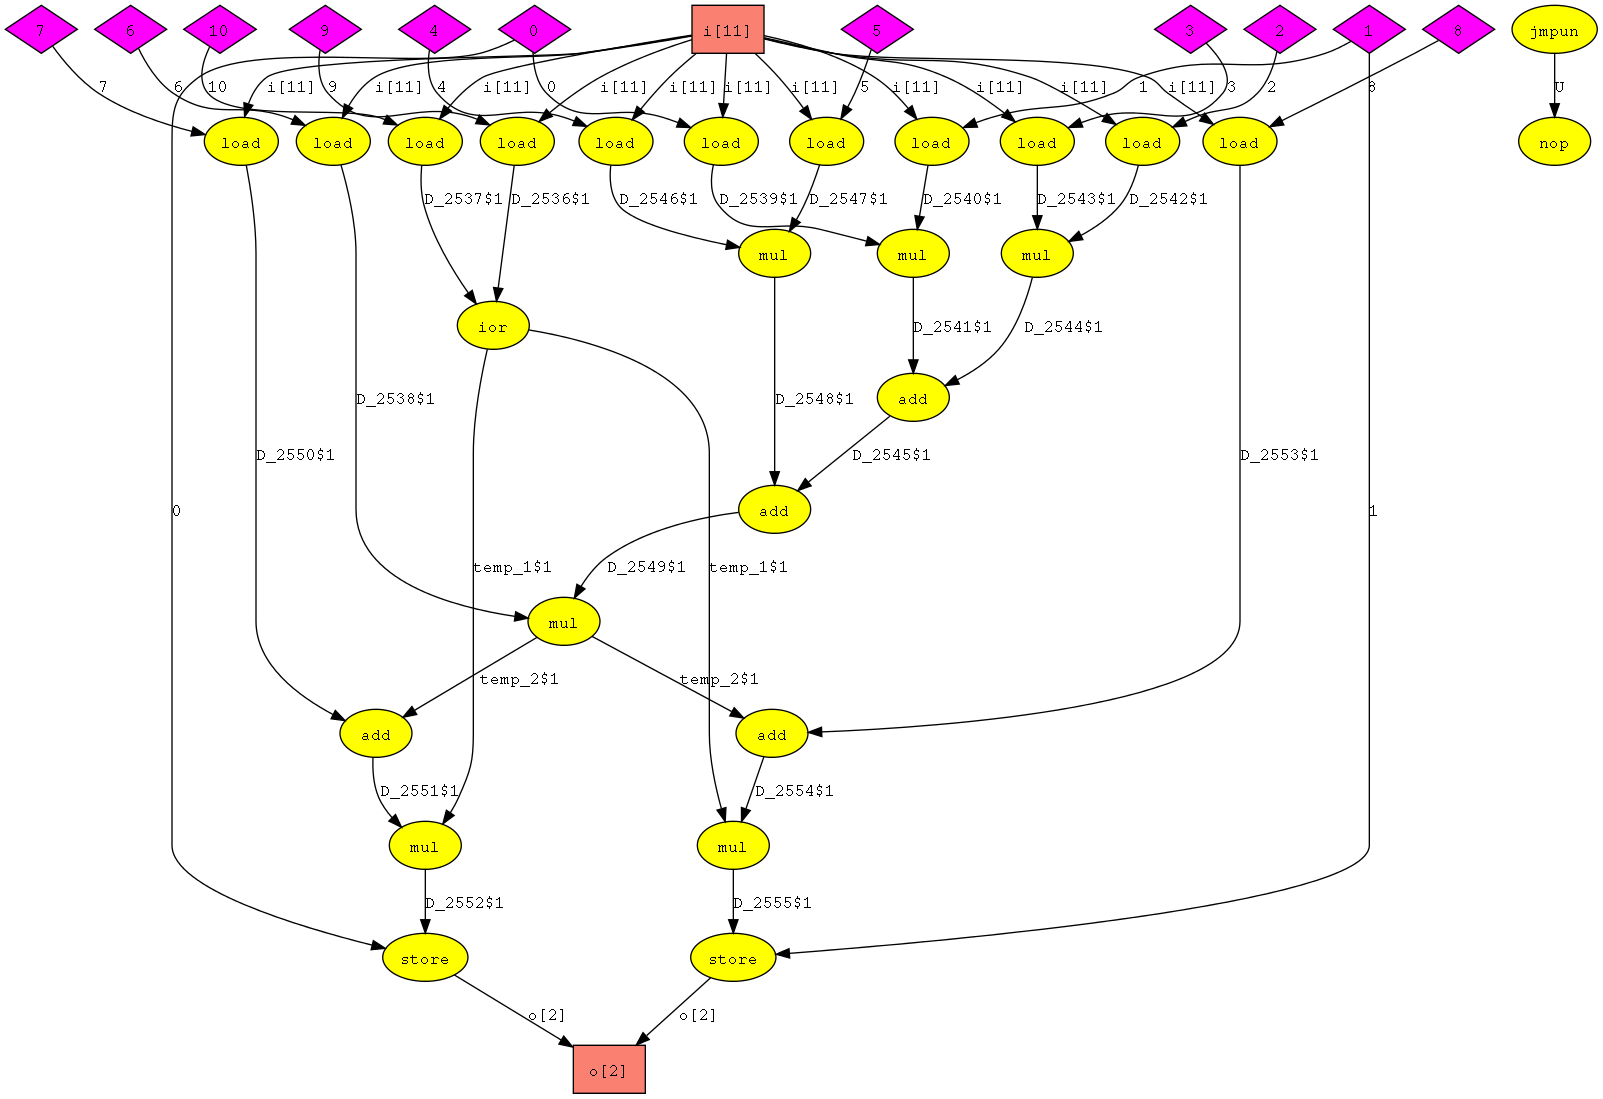 7 6 10 9 4 0 i[11] 5 3 2 1 8 jmpun
7 6 10 i[11] 9 i[11] 4 i[11] 0 i[11] i[11] i[11] i[11] 5 i[11] i[11] i[11] 1 i[11] 3 2 8 U
load load load load load load load load load load load nop
D_2537$1 D_2536$1 D_2546$1 D_2539$1 D_2547$1 D_2540$1 D_2543$1 D_2542$1
mul mul mul
ior D_2541$1 D_2544$1
D_2538$1 D_2548$1 add
D_2550$1 D_2545$1 D_2553$1
0 add 1
temp_1$1 D_2549$1 temp_1$1
mul
temp_2$1 temp_2$1
add add
D_2551$1 D_2554$1
mul mul
D_2552$1 D_2555$1
store store
o[2] o[2]
o[2]